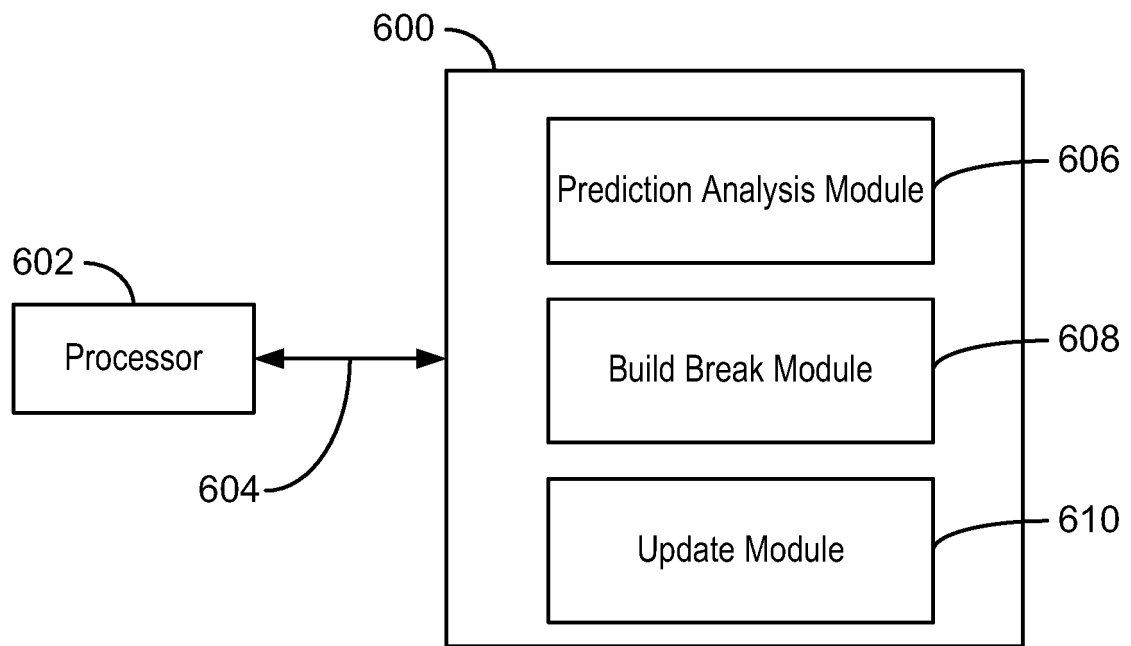 600
Prediction Analysis Module
606
602
Processor
Build Break Module
608
604
Update Module
610